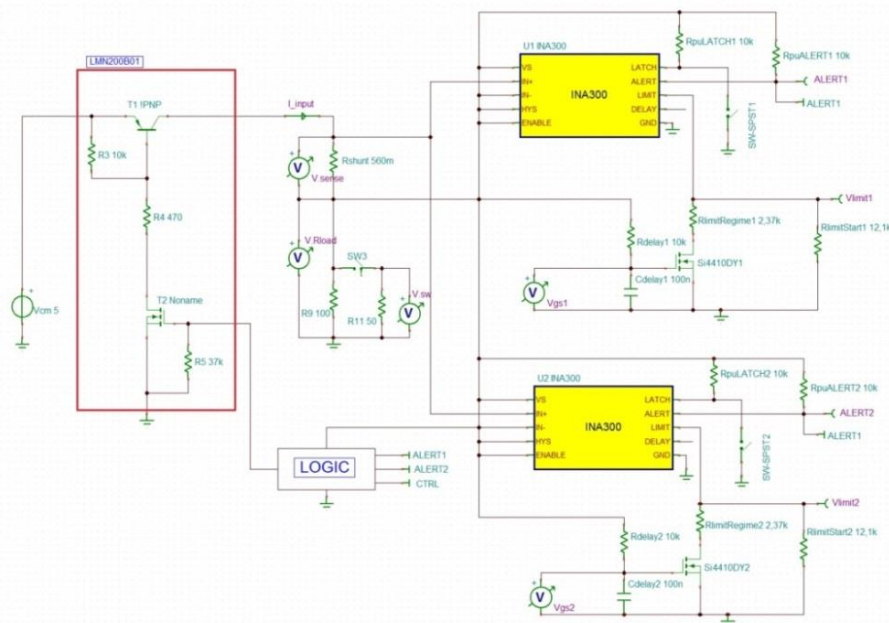 LMN200B01
T1 !PNP
R3 10k
R4 470
T2 Noname
R5 37k
Vcm 5
I_input
Rshunt 560m
V.sense
V.Rload
SW3
R9 100
R11 50
V.sw
LOGIC
ALERT1
ALERT2
CTRL
U1 INA300
VS
IN+
IN-
HYS
ENABLE
INA300
LATCH
ALERT
LIMIT
DELAY
GND
RpuLATCH1 10k
RpuALERT1 10k
ALERT1
ALERT1
SW-SPST1
Vlimit1
RlimitRegime1 2,37k
RlimitStart1 12,1k
Rdelay1 10k
Si4410DY1
Cdelay1 100n
Vgs1
U2 INA300
VS
IN+
IN-
HYS
ENABLE
INA300
LATCH
ALERT
LIMIT
DELAY
GND
RpuLATCH2 10k
RpuALERT2 10k
ALERT2
ALERT1
SW-SPST2
Vlimit2
RlimitRegime2 2,37k
RlimitStart2 12,1k
Rdelay2 10k
Si4410DY2
Cdelay2 100n
Vgs2